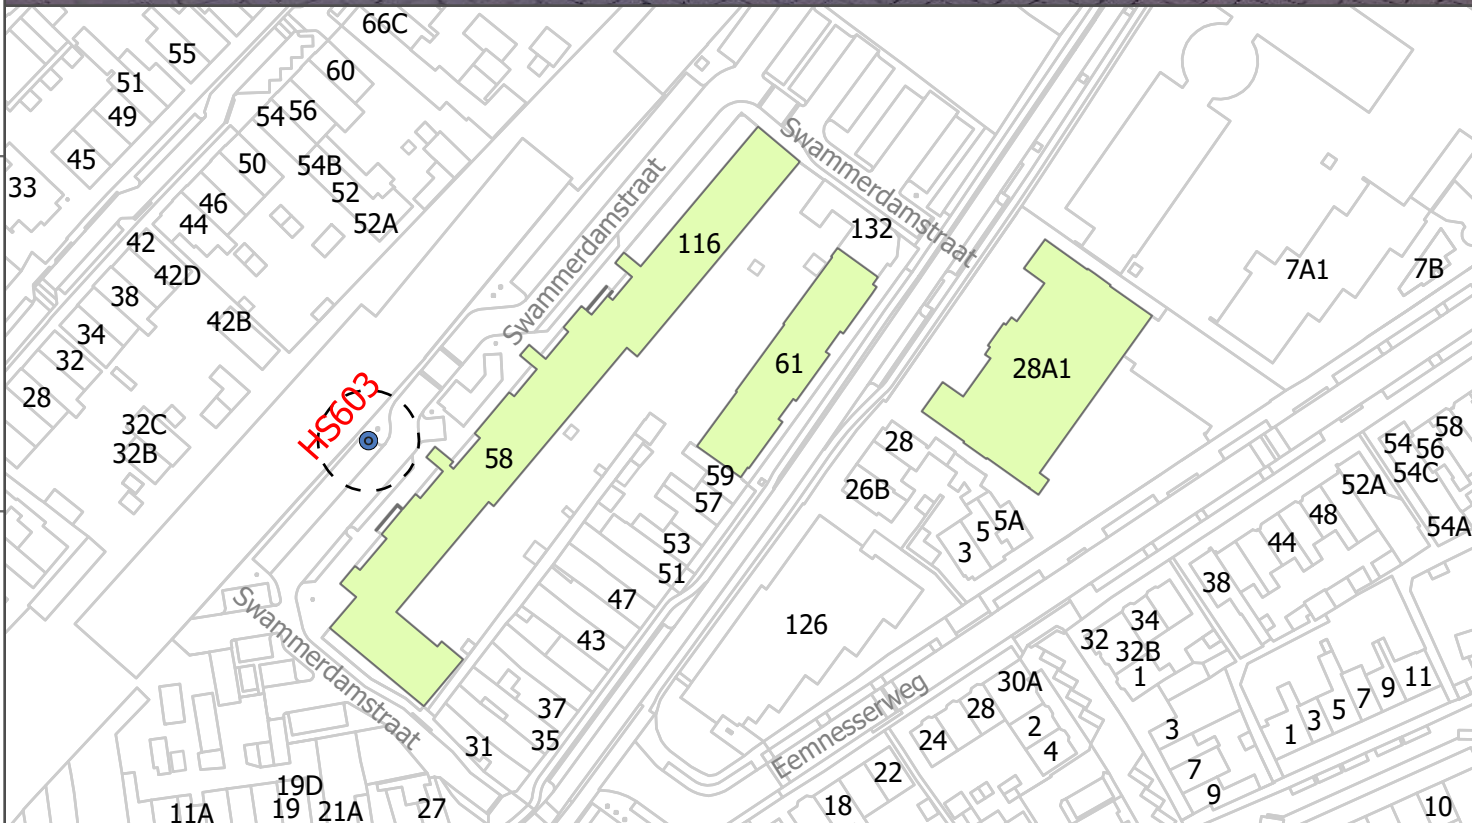 66C
55
60
51
54 56
49
45
50
54B
33
52
46
44
52A
42
42D
38
42B
34
32
28
32C
32B
HS603
Swammerdamstraat
Swammerdamstraat
116
132
61
58
59
57
53
51
47
43
37
35
31
28A1
7A1
7B
28
26B
5A
5
3
126
58
54
56
54C
52A
54A
48
44
38
34
32
32B
1
30A
28
2
24
4
22
18
Eemnesserweg
11
9
7
5
3
1
3
7
9
10
Swammerdamstraat
19D
19
21A
11A
27